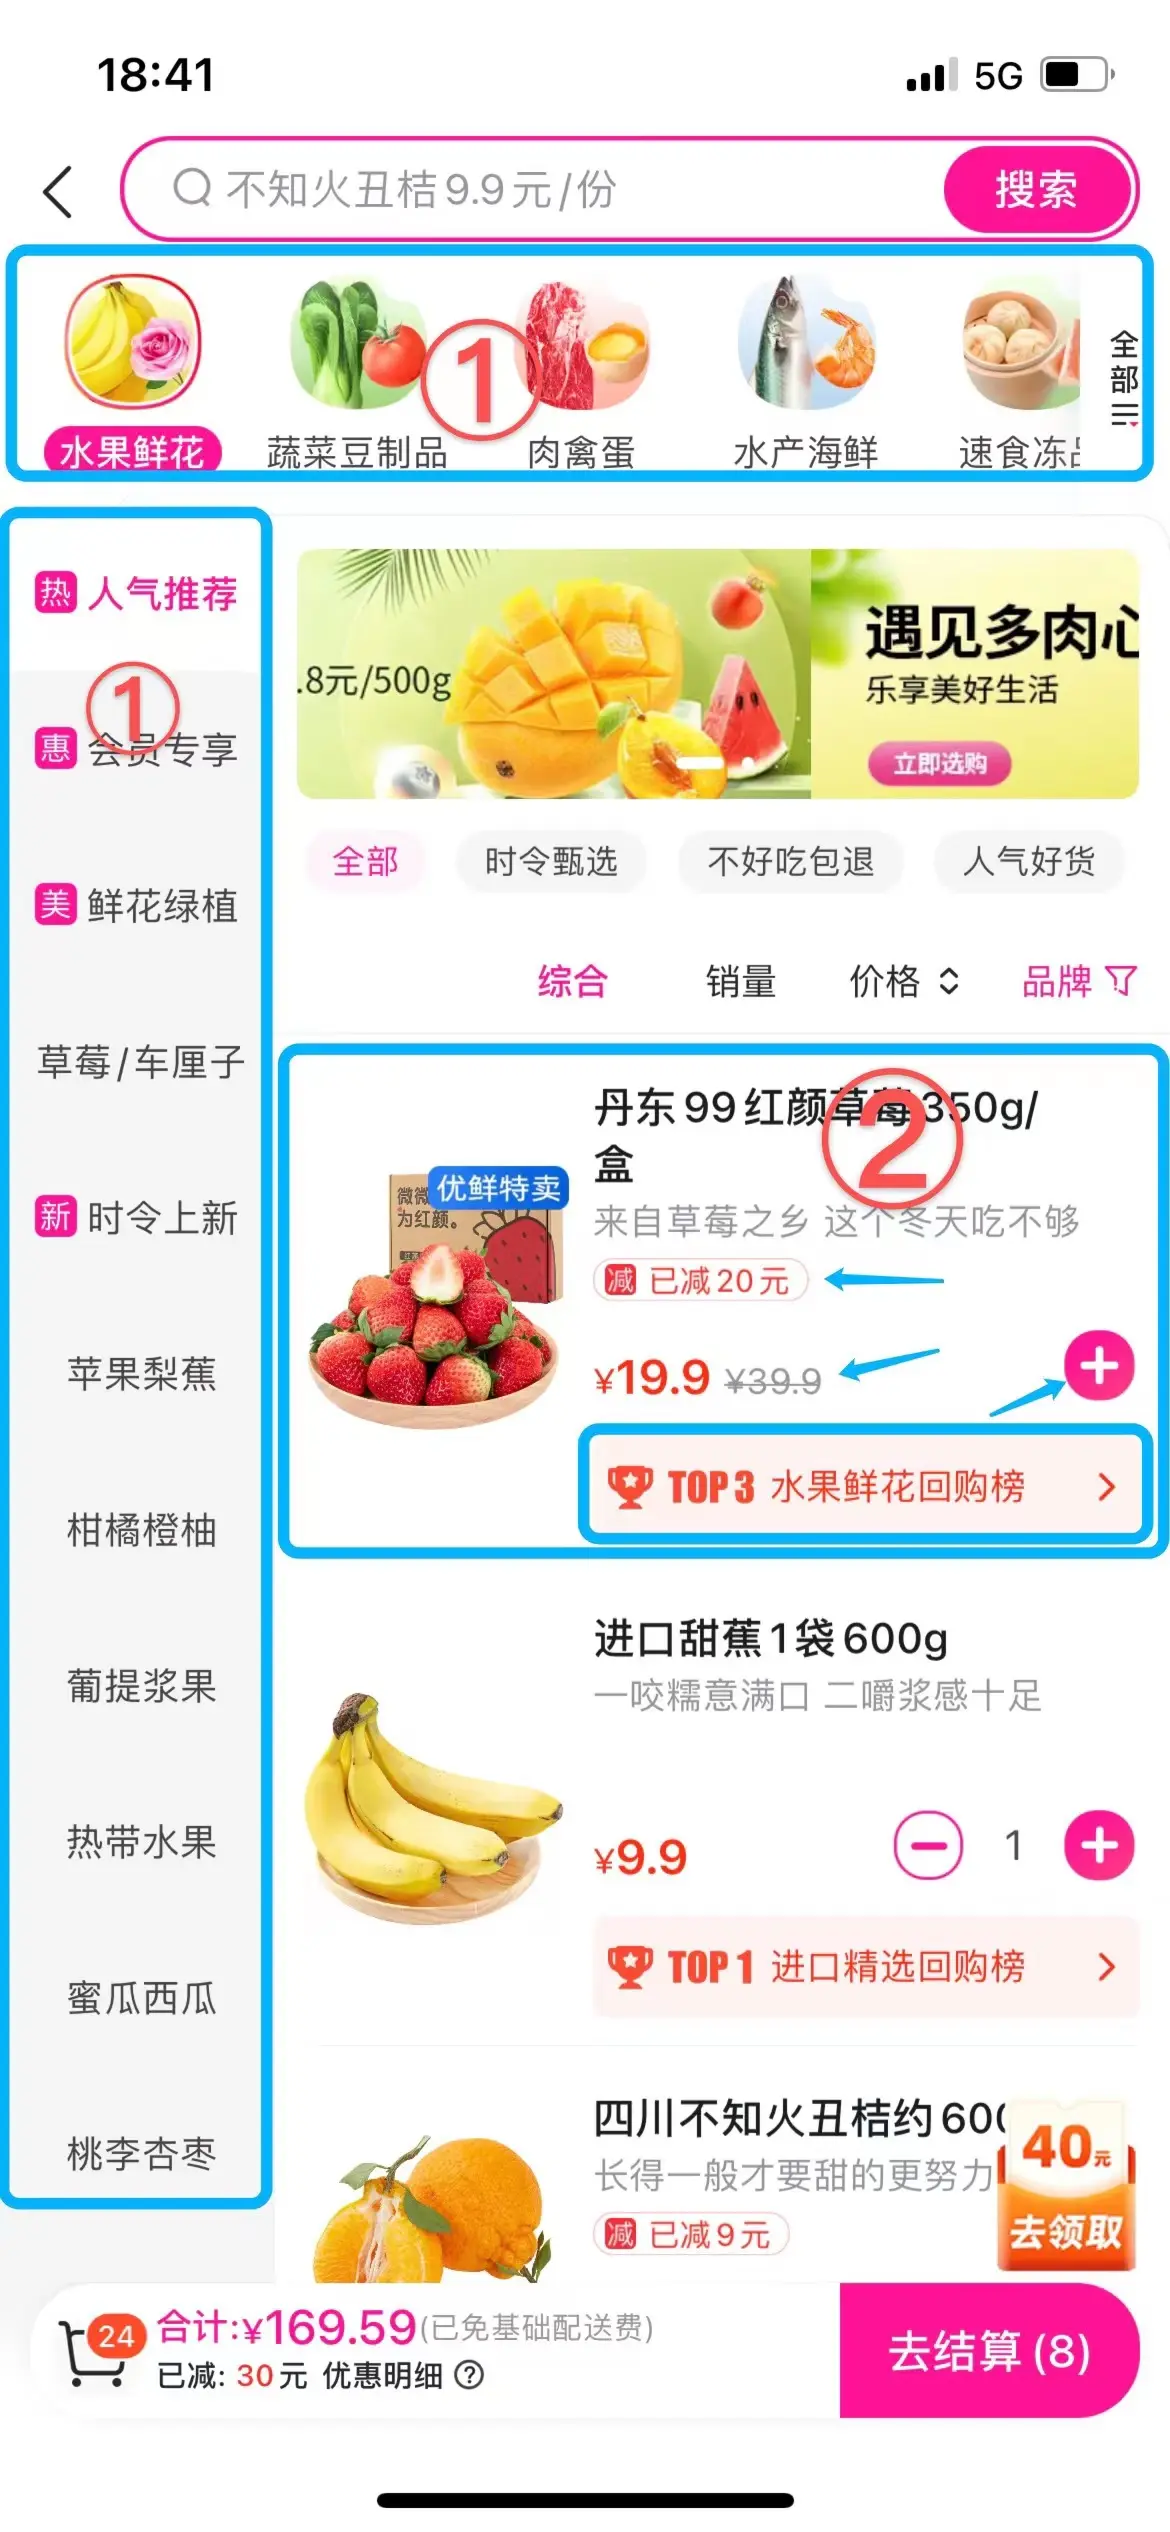 18:41
5G
不知火丑桔9.9元/份
搜索
水果鲜花
蔬菜豆制品
肉禽蛋
水产海鲜
速食冻品
全部
①
热 人气推荐
①
惠 会员专享
美 鲜花绿植
草莓/车厘子
新 时令上新
苹果梨蕉
柑橘橙柚
葡提浆果
热带水果
蜜瓜西瓜
桃李杏枣
.8元/500g
遇见多肉心
乐享美好生活
立即选购
全部
时令甄选
不好吃包退
人气好货
综合
销量
价格
品牌
②
丹东99红颜草莓350g/
盒
优鲜特卖
为红颜。
来自草莓之乡 这个冬天吃不够
减 已减20元
¥19.9 ¥39.9
TOP 3 水果鲜花回购榜
进口甜蕉1袋600g
一咬糯意满口 二嚼浆感十足
¥9.9
1
TOP 1 进口精选回购榜
四川不知火丑桔约600
长得一般才要甜的更努力
减 已减9元
40元
去领取
24
合计:¥169.59(已免基础配送费)
已减: 30元 优惠明细 ?
去结算(8)